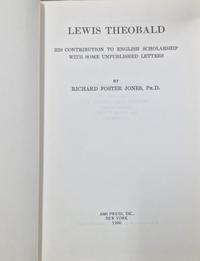 LEWIS THEOBALD
HIS CONTRIBUTION TO ENGLISH SCHOLARSHIP
WITH SOME UNPUBLISHED LETTERS
BY
RICHARD FOSTER JONES, PH.D.
AMS PRESS, INC.
NEW YORK
1966